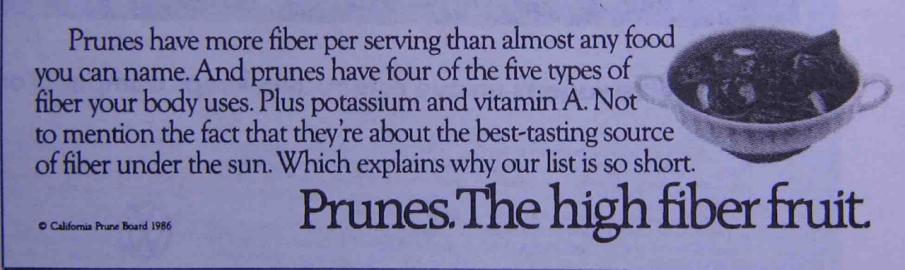 Prunes have more fiber per serving than almost any food
you can name. And prunes have four of the five types of
fiber your body uses. Plus potassium and vitamin A. Not
to mention the fact that they're about the best-tasting source
of fiber under the sun. Which explains why our list is so short.
Prunes. The high fiber fruit.
© California Prune Board 1986